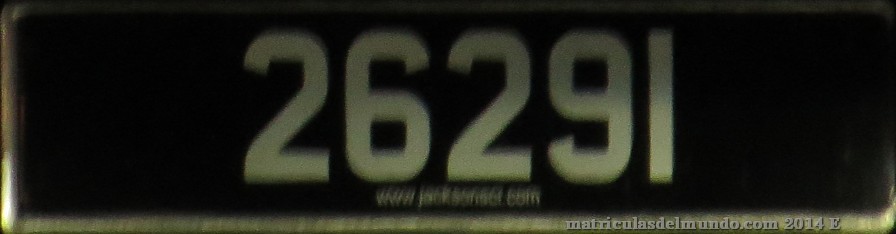 26291
www.jacksonsci.com
matriculasdelmundo.com 2014 E